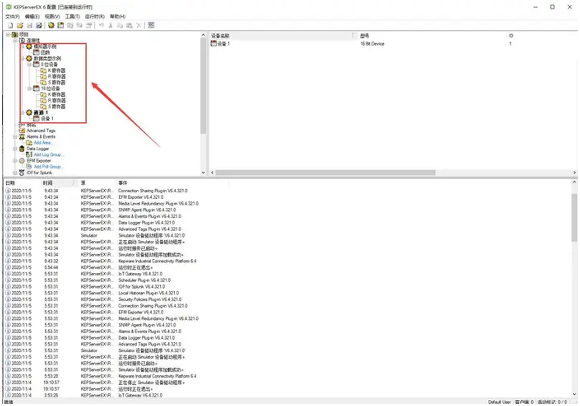 KEPServerEX 6 配置 [已连接到运行时]
文件(F) 编辑(E) 视图(V) 工具(T) 运行时(R) 帮助(H)
项目
连接性
模拟器示例
函数
数据类型示例
8 位设备
K 寄存器
R 寄存器
S 寄存器
16 位设备
K 寄存器
R 寄存器
S 寄存器
通道 1
设备 1
Advanced Tags
Alarms & Events
Add Area...
Data Logger
Add Log Group...
EFM Exporter
Add Poll Group...
IDF for Splunk
设备名称 型号 ID
设备 1 16 Bit Device 1
日期 时间 源 事件
2020/11/5 9:43:34 KEPServerEX\R... Connection Sharing Plug-in V6.4.321.0
2020/11/5 9:43:34 KEPServerEX\R... EFM Exporter V6.4.321.0
2020/11/5 9:43:34 KEPServerEX\R... Media Level Redundancy Plug-in V6.4.321.0
2020/11/5 9:43:34 KEPServerEX\R... SNMP Agent Plug-in V6.4.321.0
2020/11/5 9:43:34 KEPServerEX\R... Alarms & Events Plug-in V6.4.321.0
2020/11/5 9:43:34 KEPServerEX\R... Data Logger Plug-in V6.4.321.0
2020/11/5 9:43:34 KEPServerEX\R... Advanced Tags Plug-in V6.4.321.0
2020/11/5 9:43:34 Simulator Simulator 设备驱动程序 'V6.4.321.0'
2020/11/5 9:43:34 KEPServerEX\R... 正在启动 Simulator 设备驱动程序。
2020/11/5 9:43:34 KEPServerEX\R... 运行时服务已启动。
2020/11/5 9:43:34 KEPServerEX\R... Simulator 设备驱动程序加载成功。
2020/11/5 9:43:32 KEPServerEX\R... Kepware Industrial Connectivity Platform 6.4
2020/11/5 5:54:44 KEPServerEX\R... 运行时正在退出。
2020/11/5 5:53:31 KEPServerEX\R... IoT Gateway V6.4.321.0
2020/11/5 5:53:31 KEPServerEX\R... Scheduler Plug-in V6.4.321.0
2020/11/5 5:53:31 KEPServerEX\R... IDF for Splunk V6.4.321.0
2020/11/5 5:53:31 KEPServerEX\R... Local Historian Plug-in V6.4.321.0
2020/11/5 5:53:31 KEPServerEX\R... Security Policies Plug-in V6.4.321.0
2020/11/5 5:53:31 KEPServerEX\R... Connection Sharing Plug-in V6.4.321.0
2020/11/5 5:53:31 KEPServerEX\R... EFM Exporter V6.4.321.0
2020/11/5 5:53:31 KEPServerEX\R... Media Level Redundancy Plug-in V6.4.321.0
2020/11/5 5:53:31 KEPServerEX\R... SNMP Agent Plug-in V6.4.321.0
2020/11/5 5:53:31 KEPServerEX\R... Alarms & Events Plug-in V6.4.321.0
2020/11/5 5:53:31 KEPServerEX\R... Data Logger Plug-in V6.4.321.0
2020/11/5 5:53:31 KEPServerEX\R... Advanced Tags Plug-in V6.4.321.0
2020/11/5 5:53:31 Simulator Simulator 设备驱动程序 'V6.4.321.0'
2020/11/5 5:53:31 KEPServerEX\R... 正在启动 Simulator 设备驱动程序。
2020/11/5 5:53:31 KEPServerEX\R... 运行时服务已启动。
2020/11/5 5:53:31 KEPServerEX\R... Simulator 设备驱动程序加载成功。
2020/11/5 5:53:28 KEPServerEX\R... Kepware Industrial Connectivity Platform 6.4
2020/11/4 16:10:57 KEPServerEX\R... 正在停止 Simulator 设备驱动程序。
2020/11/4 16:10:57 KEPServerEX\R... 运行时正在退出。
2020/11/4 3:53:26 KEPServerEX\R... IoT Gateway V6.4.321.0
就绪 Default User 客户端: 0 活动标记: 0 / 0